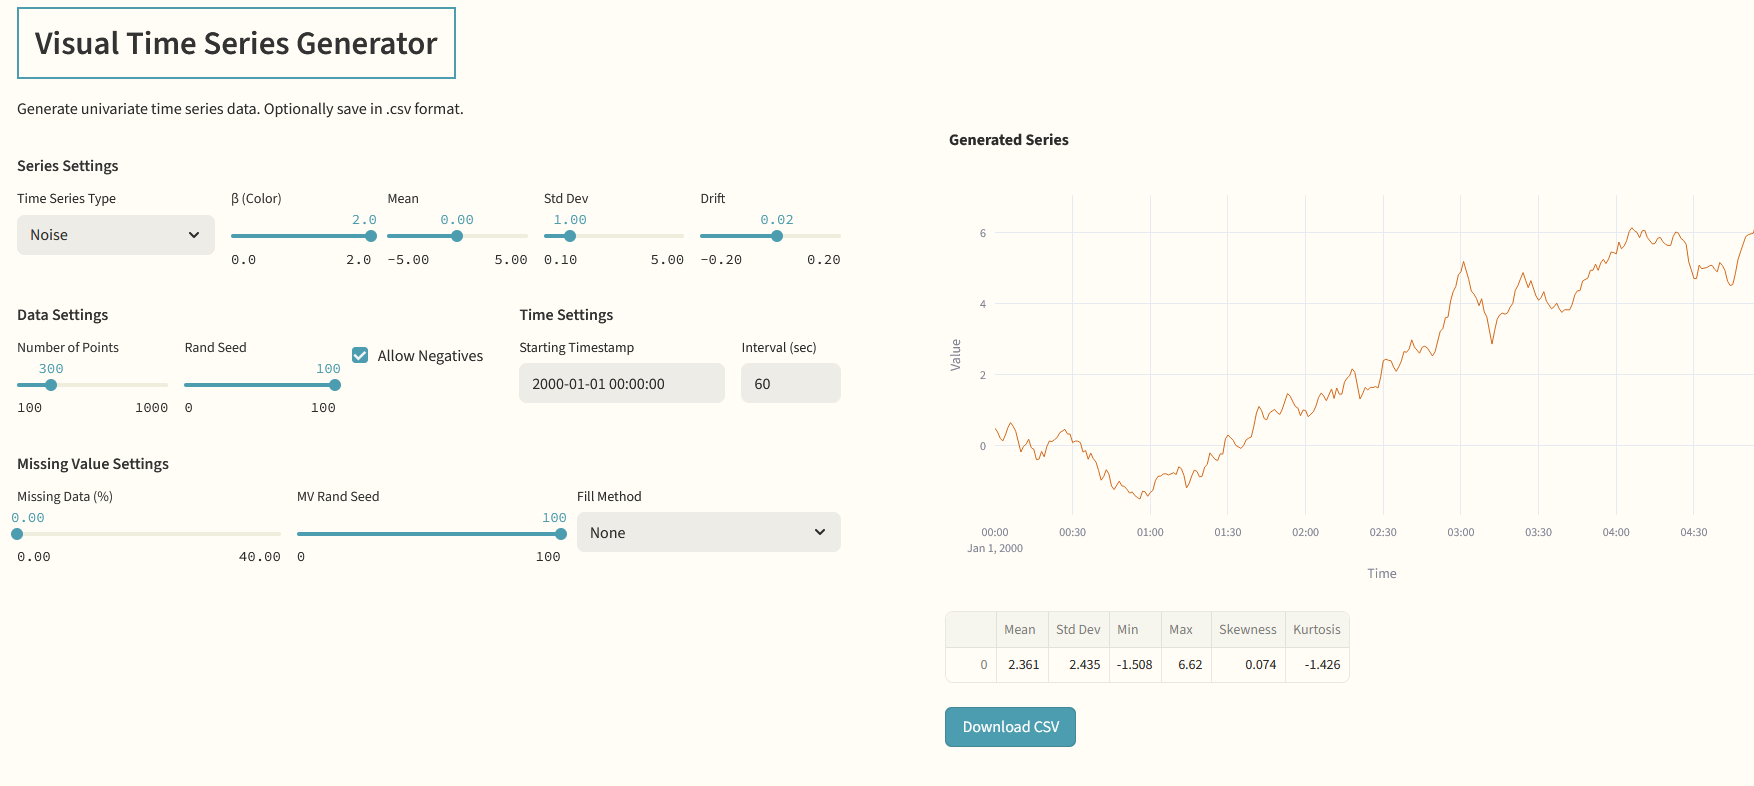 Visual Time Series Generator
Generate univariate time series data. Optionally save in .csv format.
Series Settings
Time Series Type
β (Color)
Mean
Std Dev
Drift
Noise
2.0
0.00
1.00
0.02
0.0 2.0
−5.00 5.00
0.10 5.00
−0.20 0.20
Data Settings
Number of Points
Rand Seed
300
100
100 1000
0 100
Allow Negatives
Time Settings
Starting Timestamp
Interval (sec)
2000-01-01 00:00:00
60
Missing Value Settings
Missing Data (%)
MV Rand Seed
Fill Method
0.00
100
None
0.00 40.00
0 100
Generated Series
Value
6
4
2
0
00:00 00:30 01:00 01:30 02:00 02:30 03:00 03:30 04:00 04:30
Jan 1, 2000
Time
Mean Std Dev Min Max Skewness Kurtosis
0 2.361 2.435 -1.508 6.62 0.074 -1.426
Download CSV